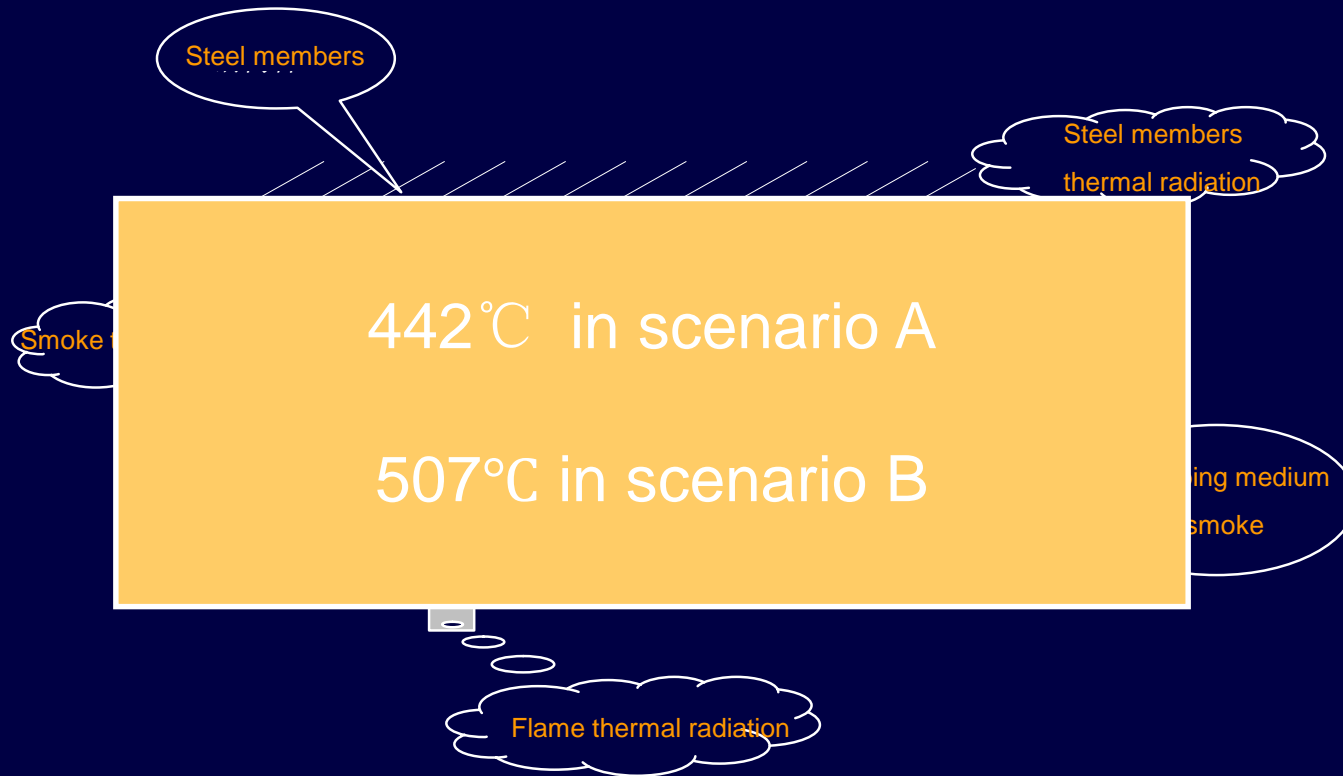 Steel members
Steel members
thermal radiation
Smoke
442℃ in scenario A
507℃ in scenario B
medium
smoke
Flame thermal radiation